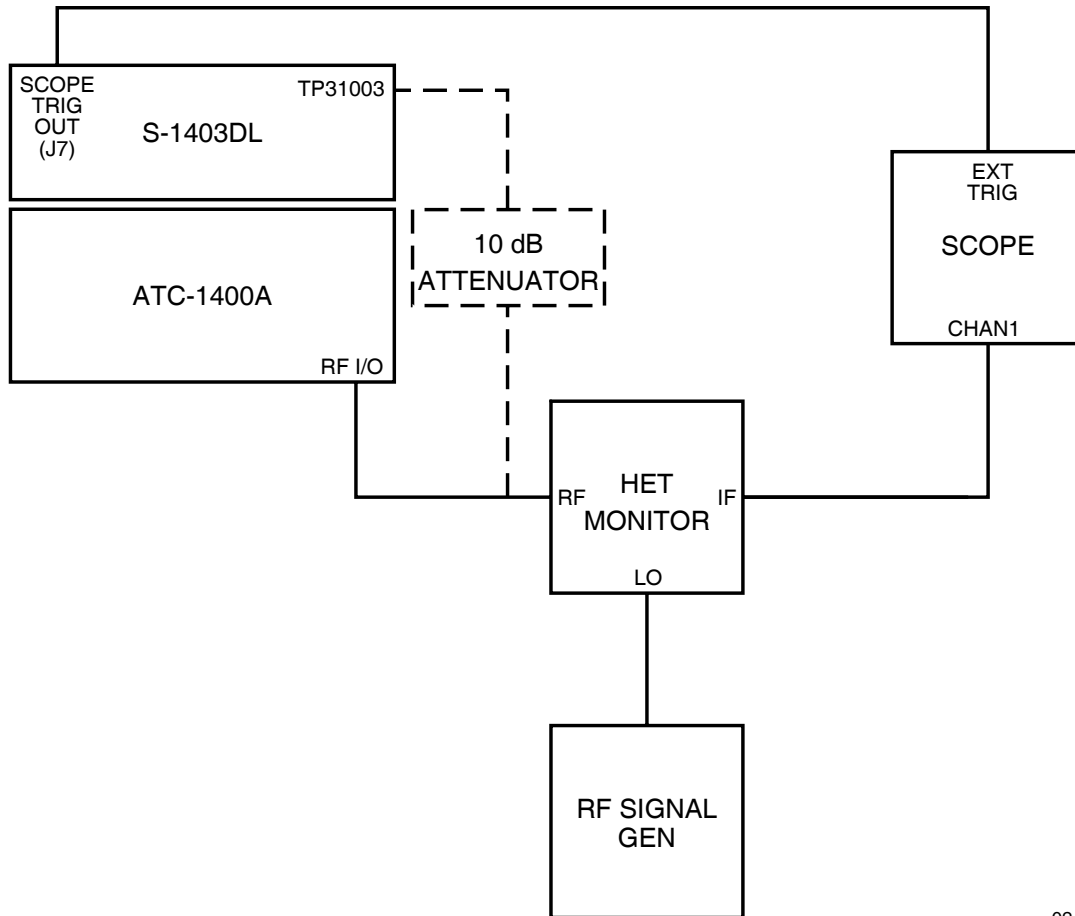 SCOPE
TRIG
OUT
(J7)
TP31003
S-1403DL
ATC-1400A
RF I/O
10 dB
ATTENUATOR
EXT
TRIG
SCOPE
CHAN1
RF
HET
MONITOR
IF
LO
RF SIGNAL
GEN